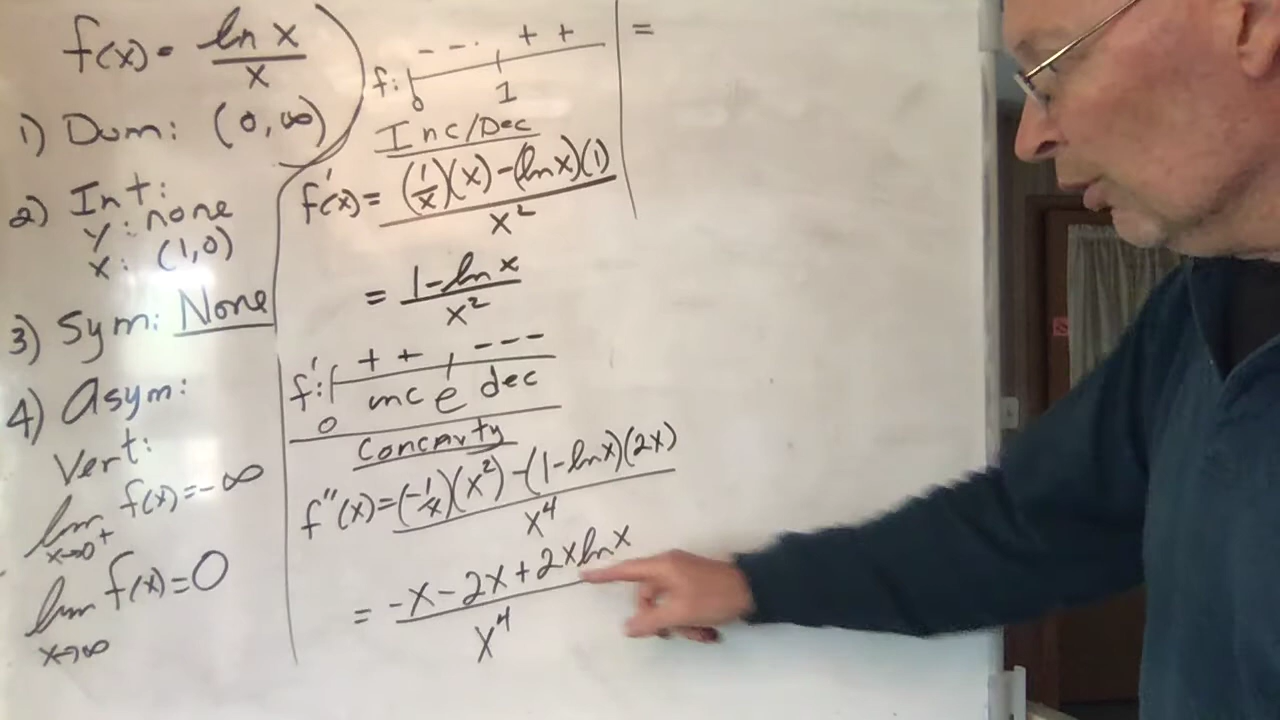 f(x) = ln x / x
1) Dom: (0, ∞)
2) Int:
y: none
x: (1,0)
3) Sym: None
4) Asym:
Vert:
lim x→0⁺ f(x) = -∞
lim x→∞ f(x) = 0
f: - - - + +
0 1
Inc/Dec
f'(x) = (1/x)(x) - (ln x)(1) / x²
= 1 - ln x / x²
f': + + - - -
0 inc e dec
Concavity
f''(x) = (-1/x)(x²) - (1 - ln x)(2x) / x⁴
= -x - 2x + 2x ln x / x⁴
=